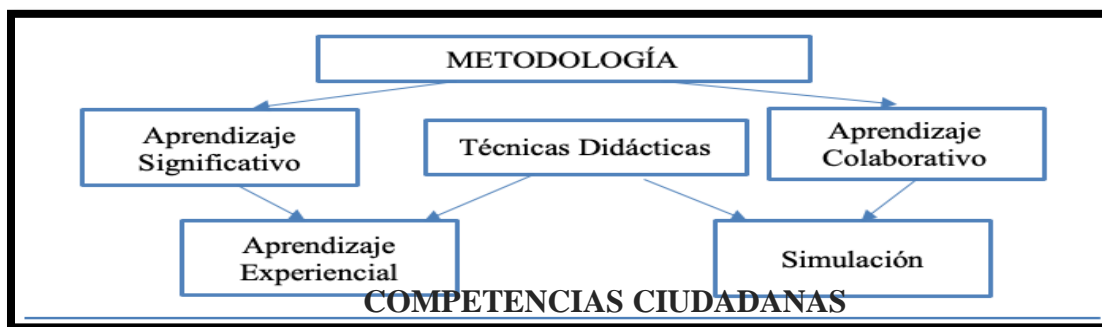 METODOLOGÍA
Aprendizaje
Significativo
Técnicas Didácticas
Aprendizaje
Colaborativo
Aprendizaje
Experiencial
Simulación
COMPETENCIAS CIUDADANAS